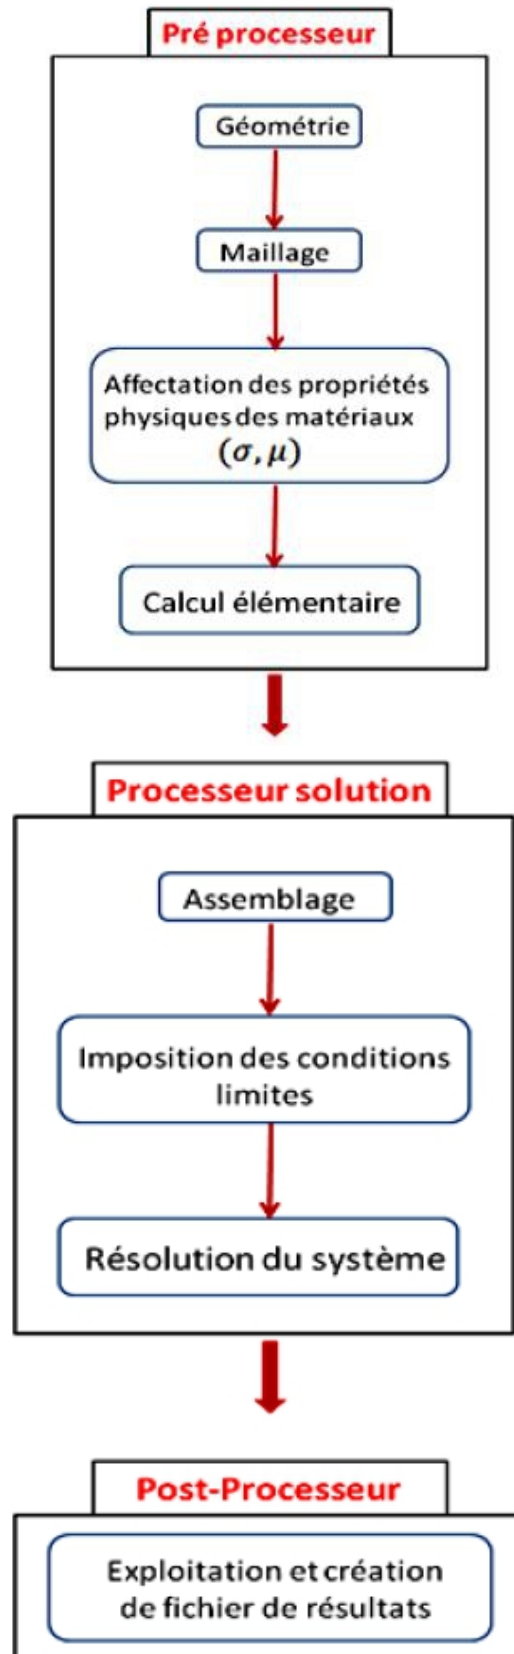 Pré processeur
Géométrie
Maillage
Affectation des propriétés
physiques des matériaux
(σ, μ)
Calcul élémentaire
Processeur solution
Assemblage
Imposition des conditions
limites
Résolution du système
Post-Processeur
Exploitation et création
de fichier de résultats